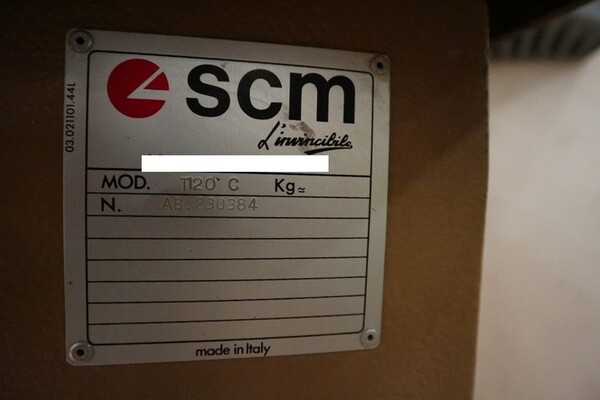 scm
L'invincibile
MOD. T120 C Kg≃
N. AB.230384
made in Italy
03.021101.44L